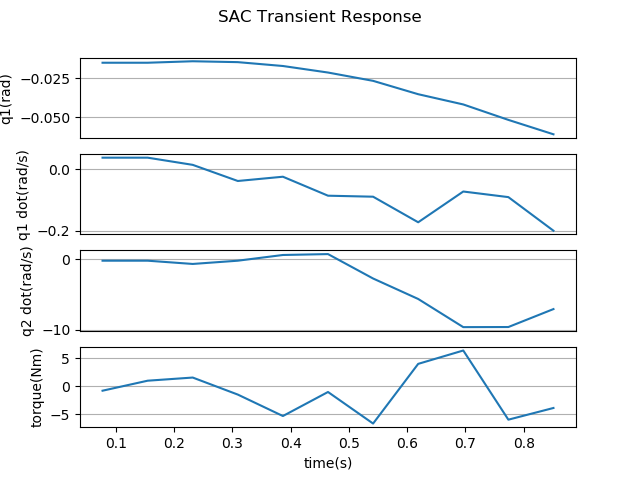 SAC Transient Response
q1(rad)
−0.025
−0.050
q1 dot(rad/s)
0.0
−0.2
q2 dot(rad/s)
0
−10
torque(Nm)
5
0
−5
0.1 0.2 0.3 0.4 0.5 0.6 0.7 0.8
time(s)